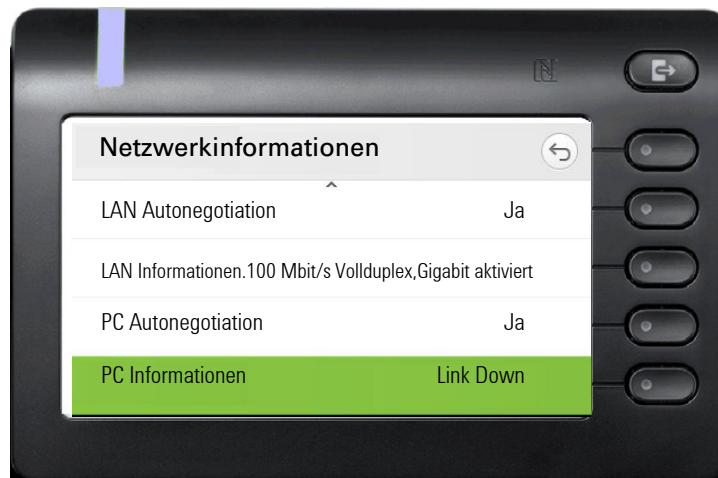 Netzwerkinformationen
LAN Autonegotiation Ja
LAN Informationen.100 Mbit/s Vollduplex,Gigabit aktiviert
PC Autonegotiation Ja
PC Informationen Link Down